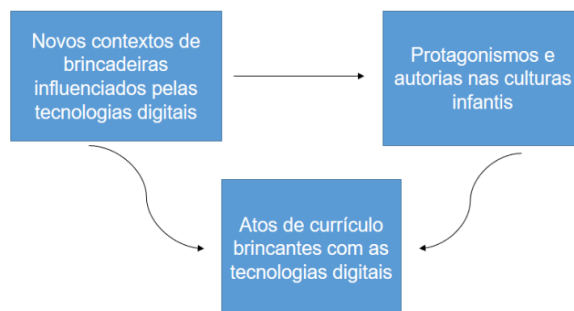 Novos contextos de
brincadeiras
influenciados pelas
tecnologias digitais
Protagonismos e
autorias nas culturas
infantis
Atos de currículo
brincantes com as
tecnologias digitais